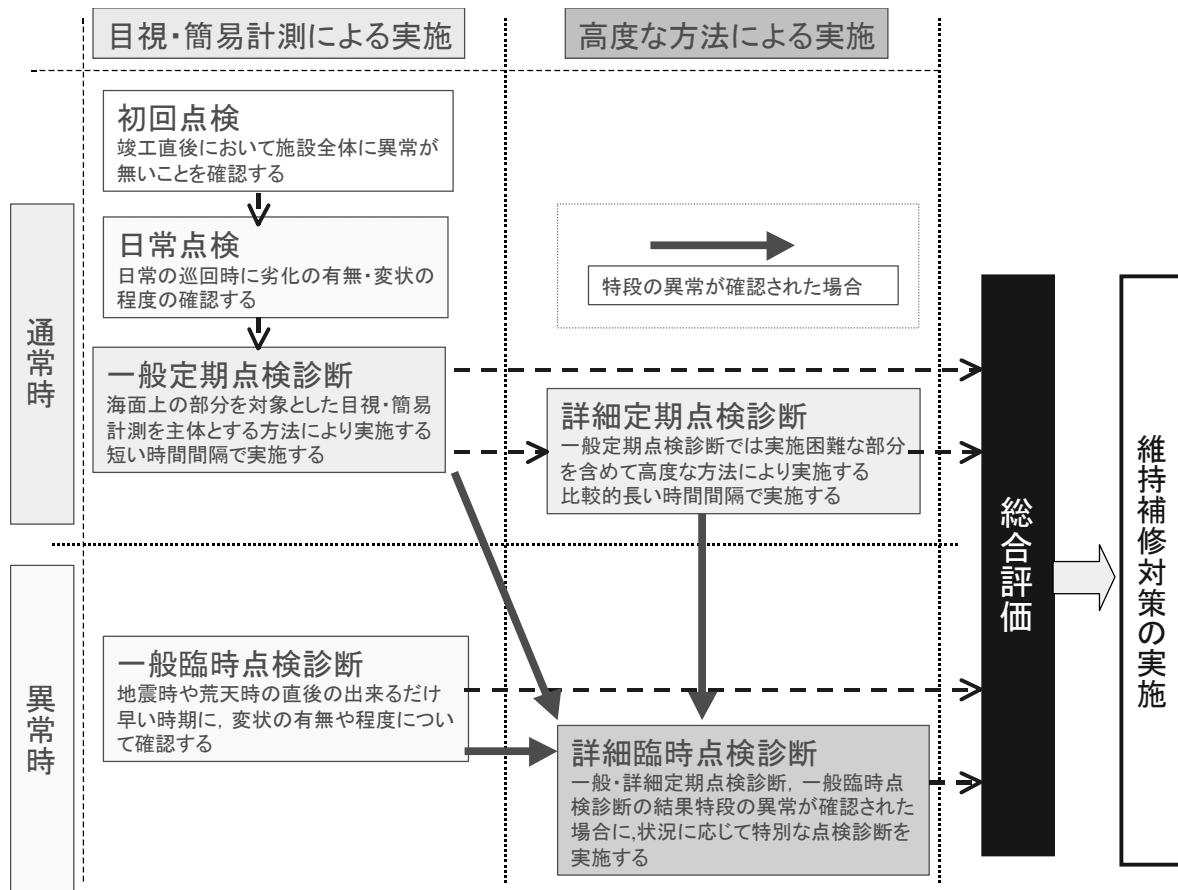 目視・簡易計測による実施
高度な方法による実施
通常時
初回点検
竣工直後において施設全体に異常が
無いことを確認する
日常点検
日常の巡回時に劣化の有無・変状の
程度の確認する
特段の異常が確認された場合
一般定期点検診断
海面上の部分を対象とした目視・簡易
計測を主体とする方法により実施する
短い時間間隔で実施する
詳細定期点検診断
一般定期点検診断では実施困難な部分
を含めて高度な方法により実施する
比較的長い時間間隔で実施する
異常時
一般臨時点検診断
地震時や荒天時の直後の出来るだけ
早い時期に, 変状の有無や程度につい
て確認する
詳細臨時点検診断
一般・詳細定期点検診断, 一般臨時点
検診断の結果特段の異常が確認された
場合に,状況に応じて特別な点検診断を
実施する
総合評価
維持補修対策の実施